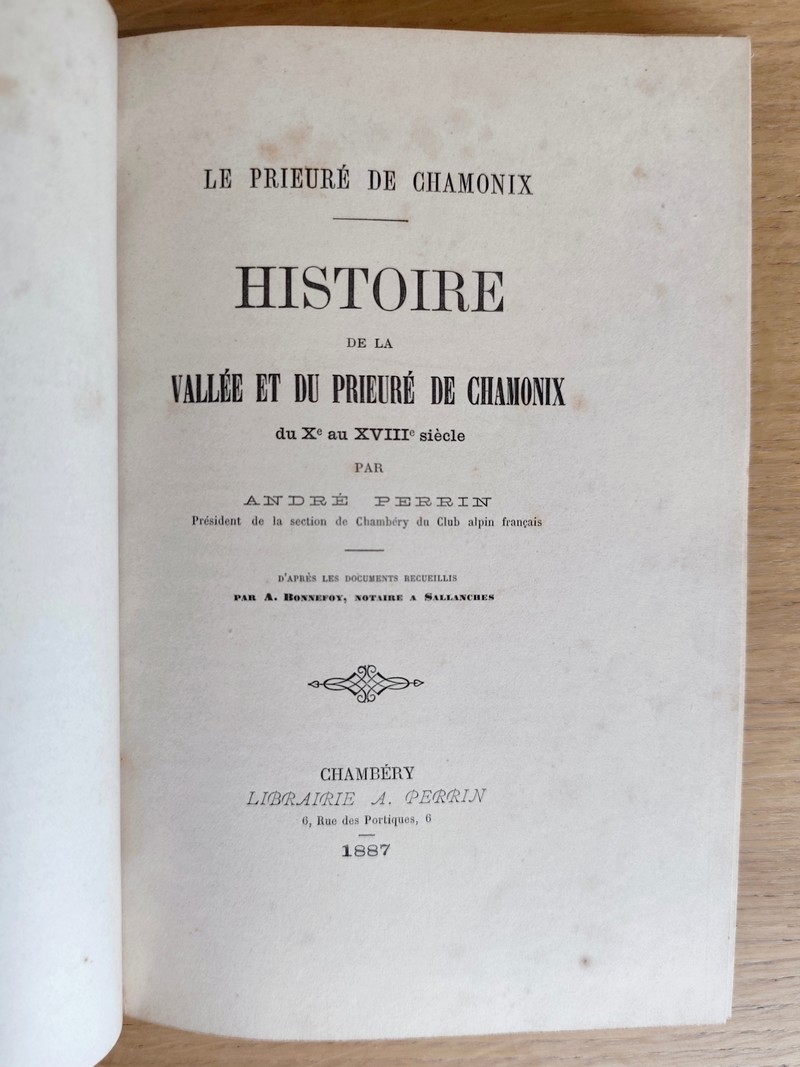 LE PRIEURÉ DE CHAMONIX
HISTOIRE
DE LA
VALLÉE ET DU PRIEURÉ DE CHAMONIX
du Xe au XVIIIe siècle
PAR
ANDRÉ PERRIN
Président de la section de Chambéry du Club alpin français
D'APRÈS LES DOCUMENTS RECUEILLIS
PAR A. BONNEFOY, NOTAIRE A SALLANCHES
CHAMBÉRY
LIBRAIRIE A. PERRIN
6, Rue des Portiques, 6
1887